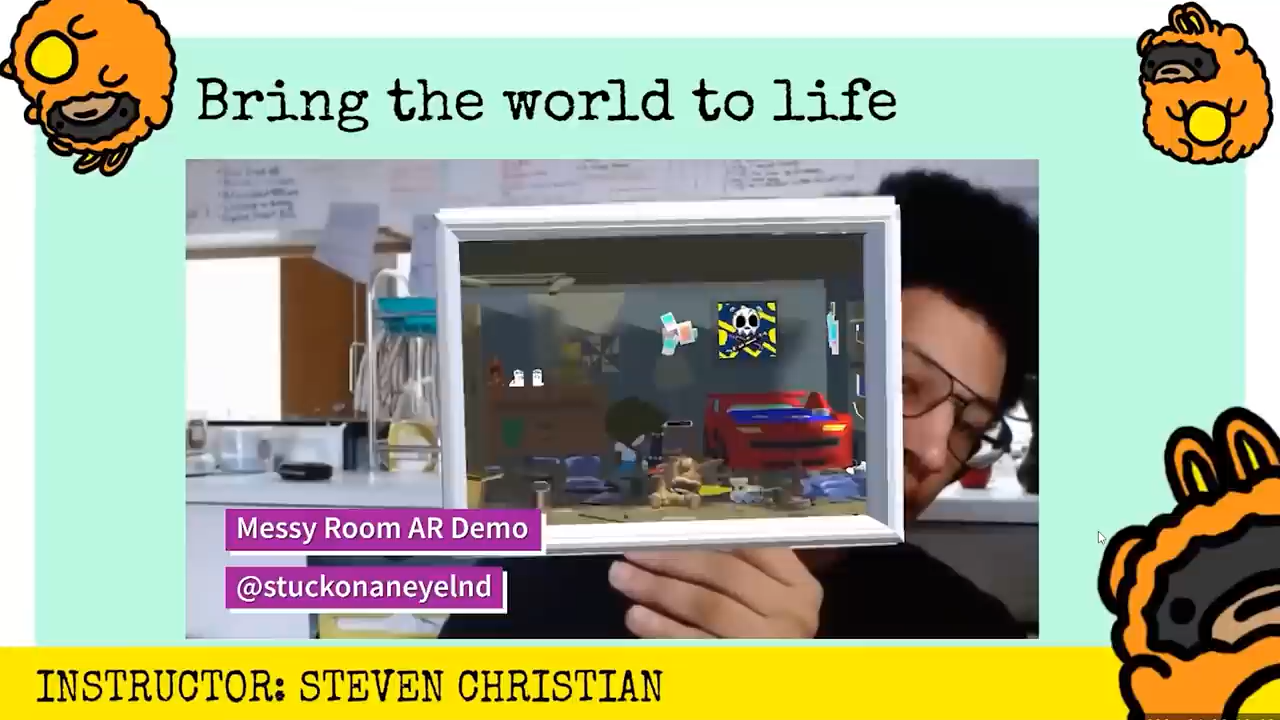 Bring the world to life
Messy Room AR Demo
@stuckonaneyelnd
INSTRUCTOR: STEVEN CHRISTIAN